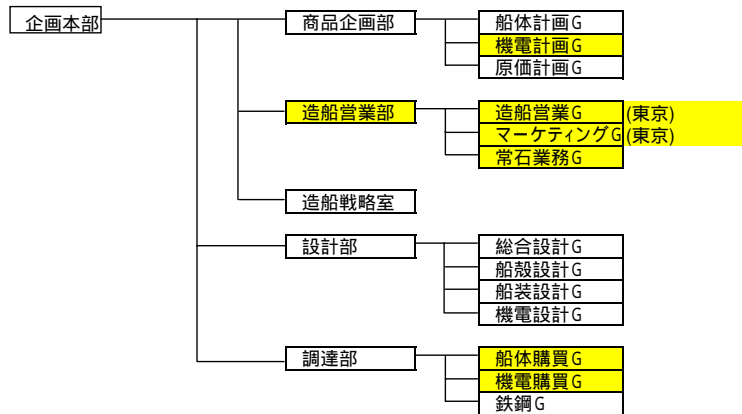 企画本部
商品企画部
船体計画G
機電計画G
原価計画G
造船営業部
造船営業G (東京)
マーケティングG (東京)
常石業務G
造船戦略室
設計部
総合設計G
船殻設計G
船装設計G
機電設計G
調達部
船体購買G
機電購買G
鉄鋼G